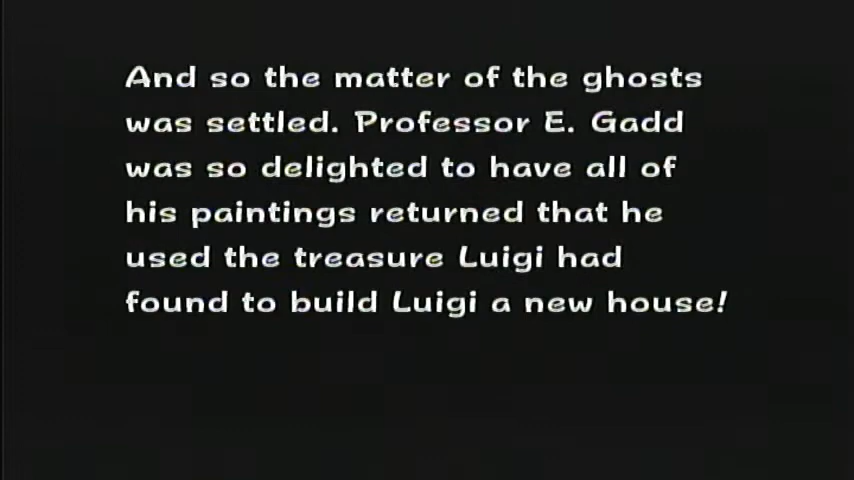 And so the matter of the ghosts
was settled. Professor E. Gadd
was so delighted to have all of
his paintings returned that he
used the treasure Luigi had
found to build Luigi a new house!